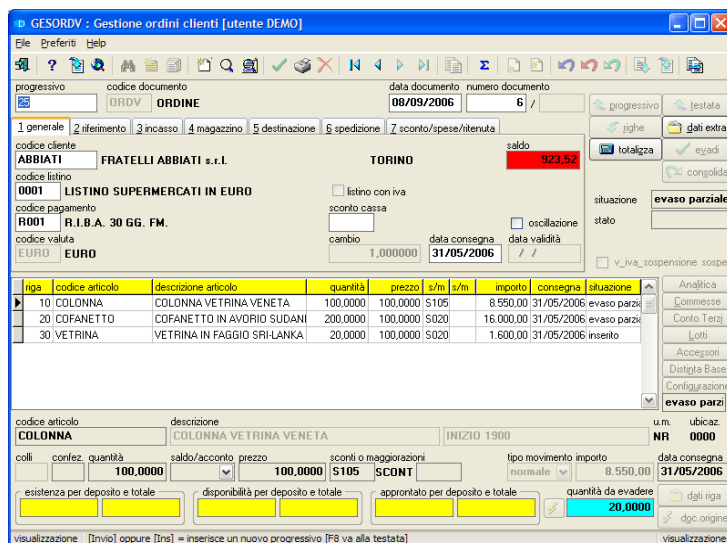 GESORDV : Gestione ordini clienti [utente DEMO]
File Preferiti Help
progressivo codice documento data documento numero documento
25 ORDV ORDINE 08/09/2006 6 /
progressivo testata
1 generale 2 riferimento 3 incasso 4 magazzino 5 destinazione 6 spedizione 7 sconto/spese/ritenuta
righe dati extra
codice cliente saldo
ABBIATI FRATELLI ABBIATI s.r.l. TORINO 923,52
totalizza evadi
consolida
codice listino
0001 LISTINO SUPERMERCATI IN EURO listino con iva
situazione evaso parziale
codice pagamento sconto cassa
R001 R.I.B.A. 30 GG. FM. oscillazione
stato
codice valuta cambio data consegna data validità
EURO EURO 1,000000 31/05/2006 / /
v_iva_sospensione sospe
riga codice articolo descrizione articolo quantità prezzo s/m s/m importo consegna situazione
10 COLONNA COLONNA VETRINA VENETA 100,0000 100,0000 S105 8.550,00 31/05/2006 evaso parzia
20 COFANETTO COFANETTO IN AVORIO SUDANI 200,0000 100,0000 S020 16.000,00 31/05/2006 evaso parzia
30 VETRINA VETRINA IN FAGGIO SRI-LANKA 20,0000 100,0000 S020 1.600,00 31/05/2006 inserito
Analitica
Commesse
Conto Terzi
Lotti
Accessori
Distinta Base
Configurazione
evaso parzi
codice articolo descrizione u.m. ubicaz.
COLONNA COLONNA VETRINA VENETA INIZIO 1900 NR 0000
colli confez. quantità saldo/acconto prezzo sconti o maggiorazioni tipo movimento importo data consegna
100,0000 100,0000 S105 SCONT normale 8.550,00 31/05/2006
esistenza per deposito e totale disponibilità per deposito e totale approntato per deposito e totale quantità da evadere
20,0000
dati riga
doc.origine
visualizzazione [Invio] oppure [Ins] = inserisce un nuovo progressivo [F8 va alla testata] visualizzazione